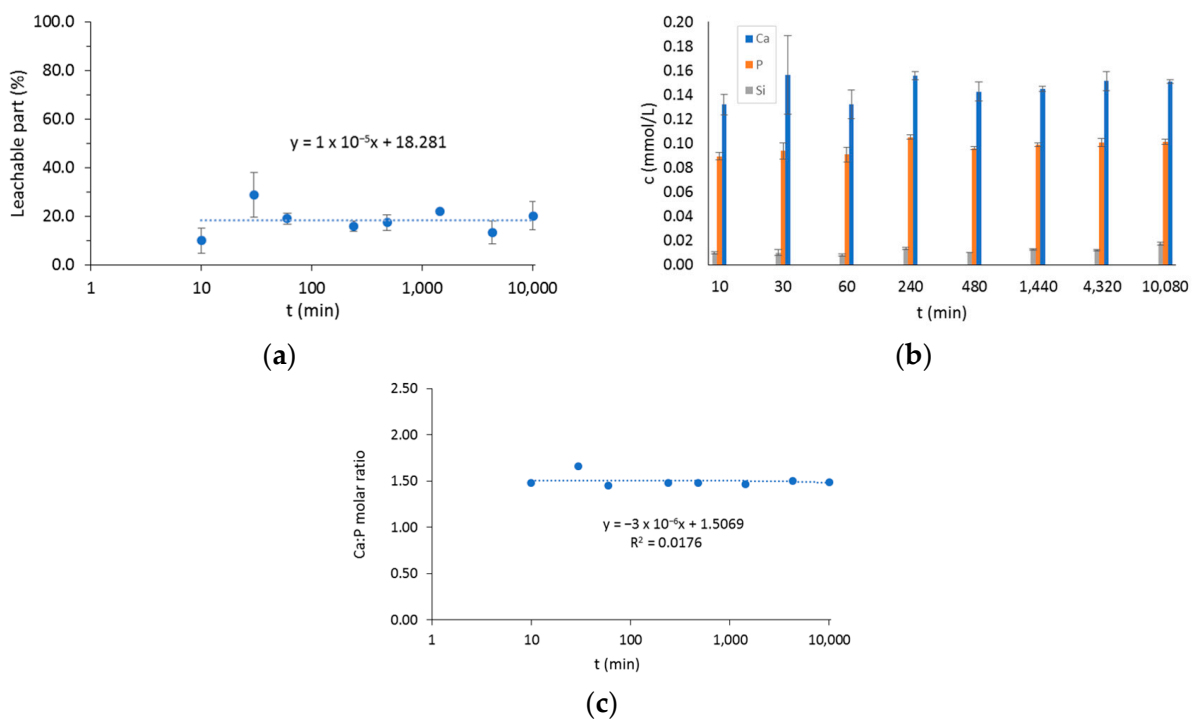 100.0
80.0
60.0
40.0
20.0
0.0
Leachable part (%)
y = 1 x 10⁻⁵x + 18.281
1 10 100 1,000 10,000
t (min)
(a)
0.20
0.18
0.16
0.14
0.12
0.10
0.08
0.06
0.04
0.02
0.00
c (mmol/L)
Ca
P
Si
10 30 60 240 480 1,440 4,320 10,080
t (min)
(b)
2.50
2.00
1.50
1.00
0.50
0.00
Ca:P molar ratio
y = –3 x 10⁻⁶x + 1.5069
R² = 0.0176
1 10 100 1,000 10,000
t (min)
(c)